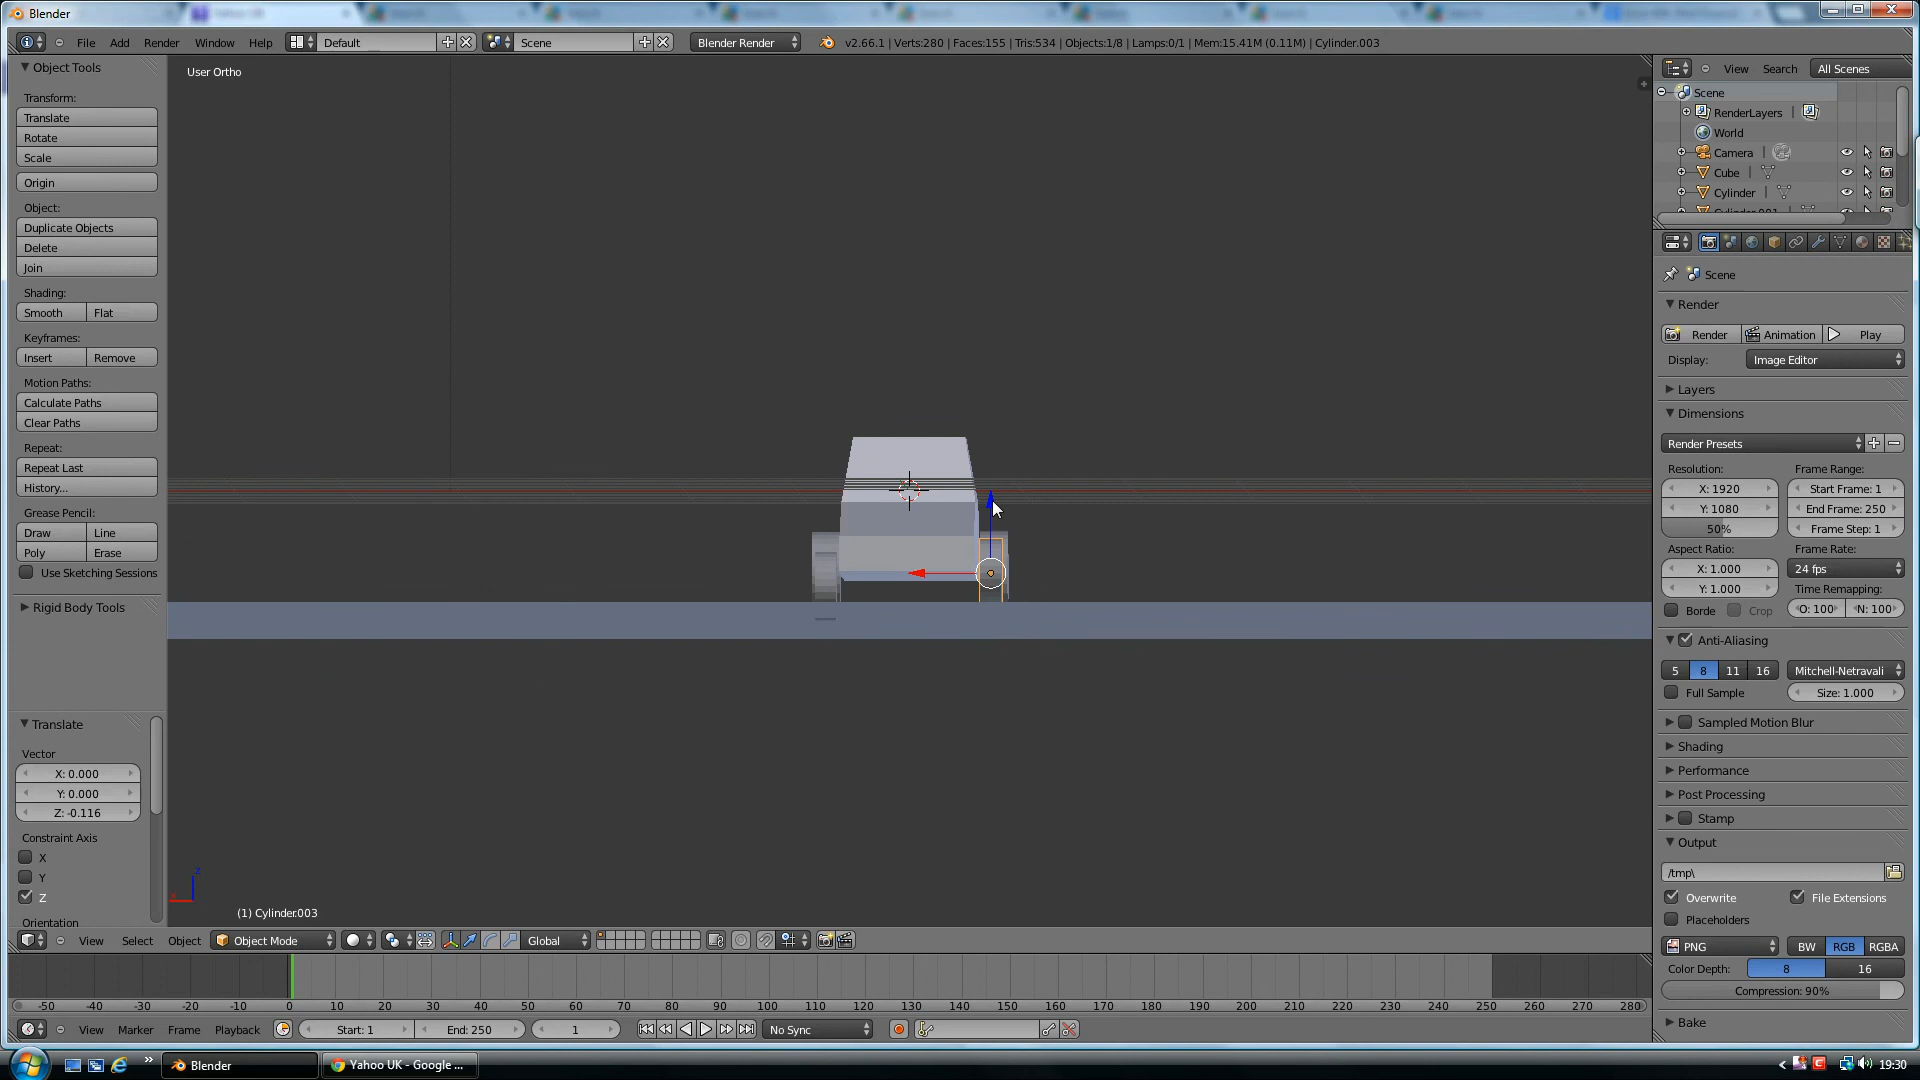 Blender
File Add Render Window Help Default Scene Blender Render v2.66.1 | Verts:280 | Faces:155 | Tris:534 | Objects:1/8 | Lamps:0/1 | Mem:15.41M (0.11M) | Cylinder.003
Object Tools
Transform:
Translate
Rotate
Scale
Origin
Object:
Duplicate Objects
Delete
Join
Shading:
Smooth Flat
Keyframes:
Insert Remove
Motion Paths:
Calculate Paths
Clear Paths
Repeat:
Repeat Last
History...
Grease Pencil:
Draw Line
Poly Erase
Use Sketching Sessions
Rigid Body Tools
Translate
Vector
X: 0.000
Y: 0.000
Z: -0.116
Constraint Axis
X
Y
Z
Orientation
User Ortho
(1) Cylinder.003
View Select Object Object Mode Global
-50 -40 -30 -20 -10 0 10 20 30 40 50 60 70 80 90 100 110 120 130 140 150 160 170 180 190 200 210 220 230 240 250 260 270 280
View Marker Frame Playback Start: 1 End: 250 1 No Sync
View Search All Scenes
Scene
RenderLayers |
World
Camera |
Cube |
Cylinder |
Scene
Render
Render Animation Play
Display: Image Editor
Layers
Dimensions
Render Presets
Resolution: Frame Range:
X: 1920 Start Frame: 1
Y: 1080 End Frame: 250
50% Frame Step: 1
Aspect Ratio: Frame Rate:
X: 1.000 24 fps
Y: 1.000 Time Remapping:
Borde Crop O: 100 N: 100
Anti-Aliasing
5 8 11 16 Mitchell-Netravali
Full Sample Size: 1.000
Sampled Motion Blur
Shading
Performance
Post Processing
Stamp
Output
/tmp\
Overwrite File Extensions
Placeholders
PNG BW RGB RGBA
Color Depth: 8 16
Compression: 90%
Bake
Blender Yahoo UK - Google ... 19:30